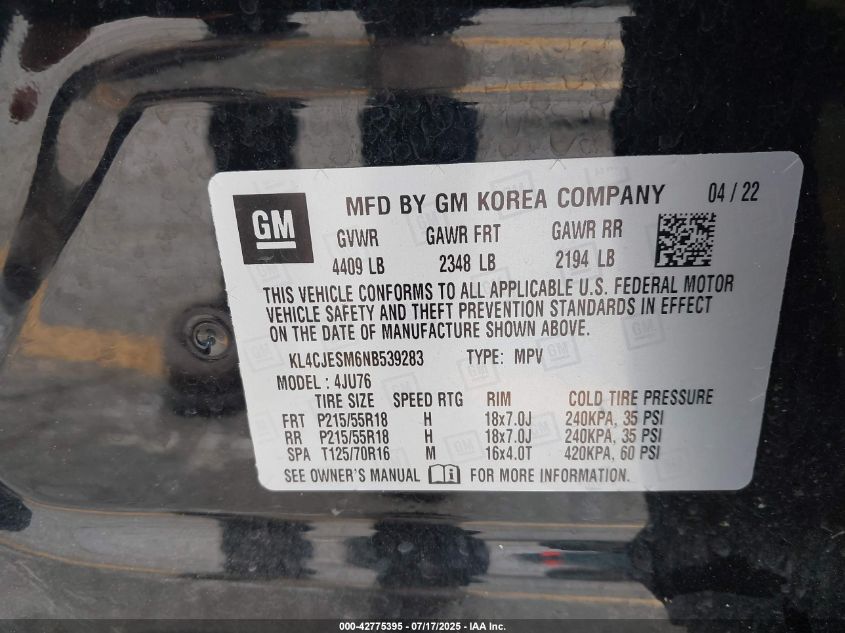 GM
MFD BY GM KOREA COMPANY 04 / 22
GVWR GAWR FRT GAWR RR
4409 LB 2348 LB 2194 LB
THIS VEHICLE CONFORMS TO ALL APPLICABLE U.S. FEDERAL MOTOR
VEHICLE SAFETY AND THEFT PREVENTION STANDARDS IN EFFECT
ON THE DATE OF MANUFACTURE SHOWN ABOVE.
KL4CJESM6NB539283 TYPE: MPV
MODEL : 4JU76
TIRE SIZE SPEED RTG RIM COLD TIRE PRESSURE
FRT P215/55R18 H 18x7.0J 240KPA, 35 PSI
RR P215/55R18 H 18x7.0J 240KPA, 35 PSI
SPA T125/70R16 M 16x4.0T 420KPA, 60 PSI
SEE OWNER'S MANUAL FOR MORE INFORMATION.
000-42775395 - 07/17/2025 - IAA Inc.